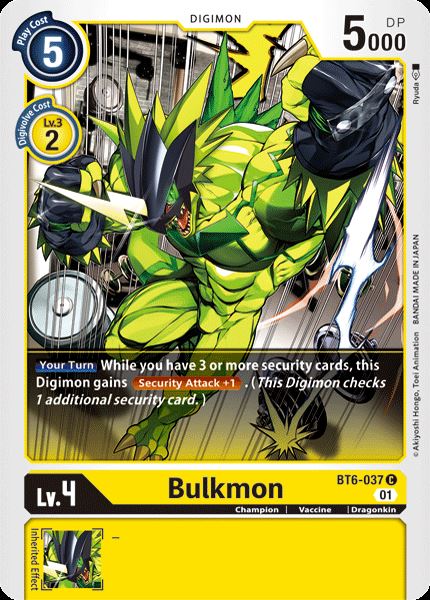 Play Cost
5
DIGIMON
DP
5000
Digivolve Cost
Lv.3
2
Ryuda
Your Turn While you have 3 or more security cards, this
Digimon gains Security Attack +1 . (This Digimon checks
1 additional security card.)
©Akiyoshi Hongo, Toei Animation BANDAI MADE IN JAPAN
Lv.4
Bulkmon
BT6-037 C
01
Champion | Vaccine | Dragonkin
Inherited Effect
–